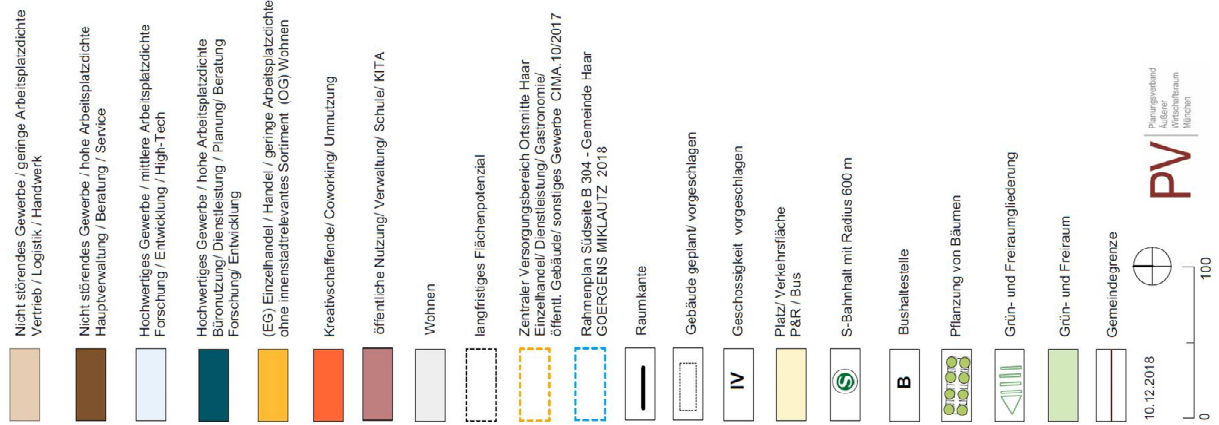 Nicht störendes Gewerbe / geringe Arbeitsplatzdichte
Vertrieb / Logistik / Handwerk
Nicht störendes Gewerbe / hohe Arbeitsplatzdichte
Hauptverwaltung / Beratung / Service
Hochwertiges Gewerbe / mittlere Arbeitsplatzdichte
Forschung / Entwicklung / High-Tech
Hochwertiges Gewerbe / hohe Arbeitsplatzdichte
Büronutzung/ Dienstleistung / Planung/ Beratung
Forschung/ Entwicklung
(EG) Einzelhandel / Handel / geringe Arbeitsplatzdichte
ohne innenstadtrelevantes Sortiment (OG) Wohnen
Kreativschaffende/ Coworking/ Umnutzung
öffentliche Nutzung/ Verwaltung/ Schule/ KITA
Wohnen
langfristiges Flächenpotenzial
Zentraler Versorgungsbereich Ortsmitte Haar
Einzelhandel/ Dienstleistung/ Gastronomie/
öffentl. Gebäude/ sonstiges Gewerbe CIMA.10/2017
Rahmenplan Südseite B 304 - Gemeinde Haar
GOERGENS MIKLAUTZ 2018
Raumkante
Gebäude geplant/ vorgeschlagen
IV
Geschossigkeit vorgeschlagen
Platz/ Verkehrsfläche
P&R / Bus
S
S-Bahnhalt mit Radius 600 m
B
Bushaltestelle
Pflanzung von Bäumen
Grün- und Freiraumgliederung
Grün- und Freiraum
Gemeindegrenze
10.12.2018
0
100
PV
Planungsverband
Äußerer
Wirtschaftsraum
München